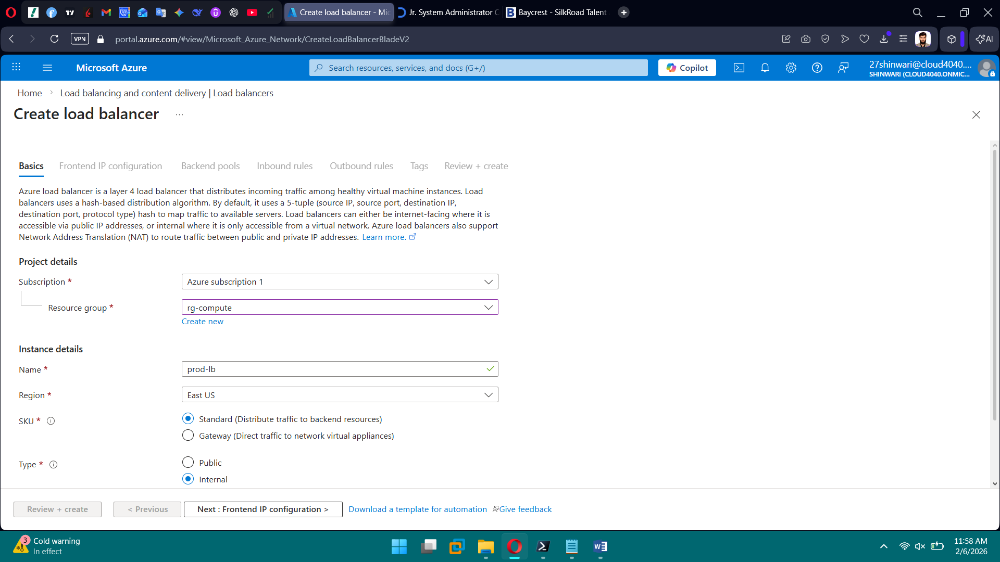 Create load balancer - Mic
Jr. System Administrator C
Baycrest - SilkRoad Talent
VPN
portal.azure.com/#view/Microsoft_Azure_Network/CreateLoadBalancerBladeV2
AI
Microsoft Azure
Search resources, services, and docs (G+/)
Copilot
27shinwari@cloud4040....
SHINWARI (CLOUD4040.ONMIC...
Home > Load balancing and content delivery | Load balancers
Create load balancer ...
Basics Frontend IP configuration Backend pools Inbound rules Outbound rules Tags Review + create
Azure load balancer is a layer 4 load balancer that distributes incoming traffic among healthy virtual machine instances. Load
balancers uses a hash-based distribution algorithm. By default, it uses a 5-tuple (source IP, source port, destination IP,
destination port, protocol type) hash to map traffic to available servers. Load balancers can either be internet-facing where it is
accessible via public IP addresses, or internal where it is only accessible from a virtual network. Azure load balancers also support
Network Address Translation (NAT) to route traffic between public and private IP addresses. Learn more.
Project details
Subscription * Azure subscription 1
Resource group * rg-compute
Create new
Instance details
Name * prod-lb
Region * East US
SKU * Standard (Distribute traffic to backend resources)
Gateway (Direct traffic to network virtual appliances)
Type * Public
Internal
Review + create < Previous Next : Frontend IP configuration > Download a template for automation Give feedback
3 Cold warning
In effect
11:58 AM
2/6/2026